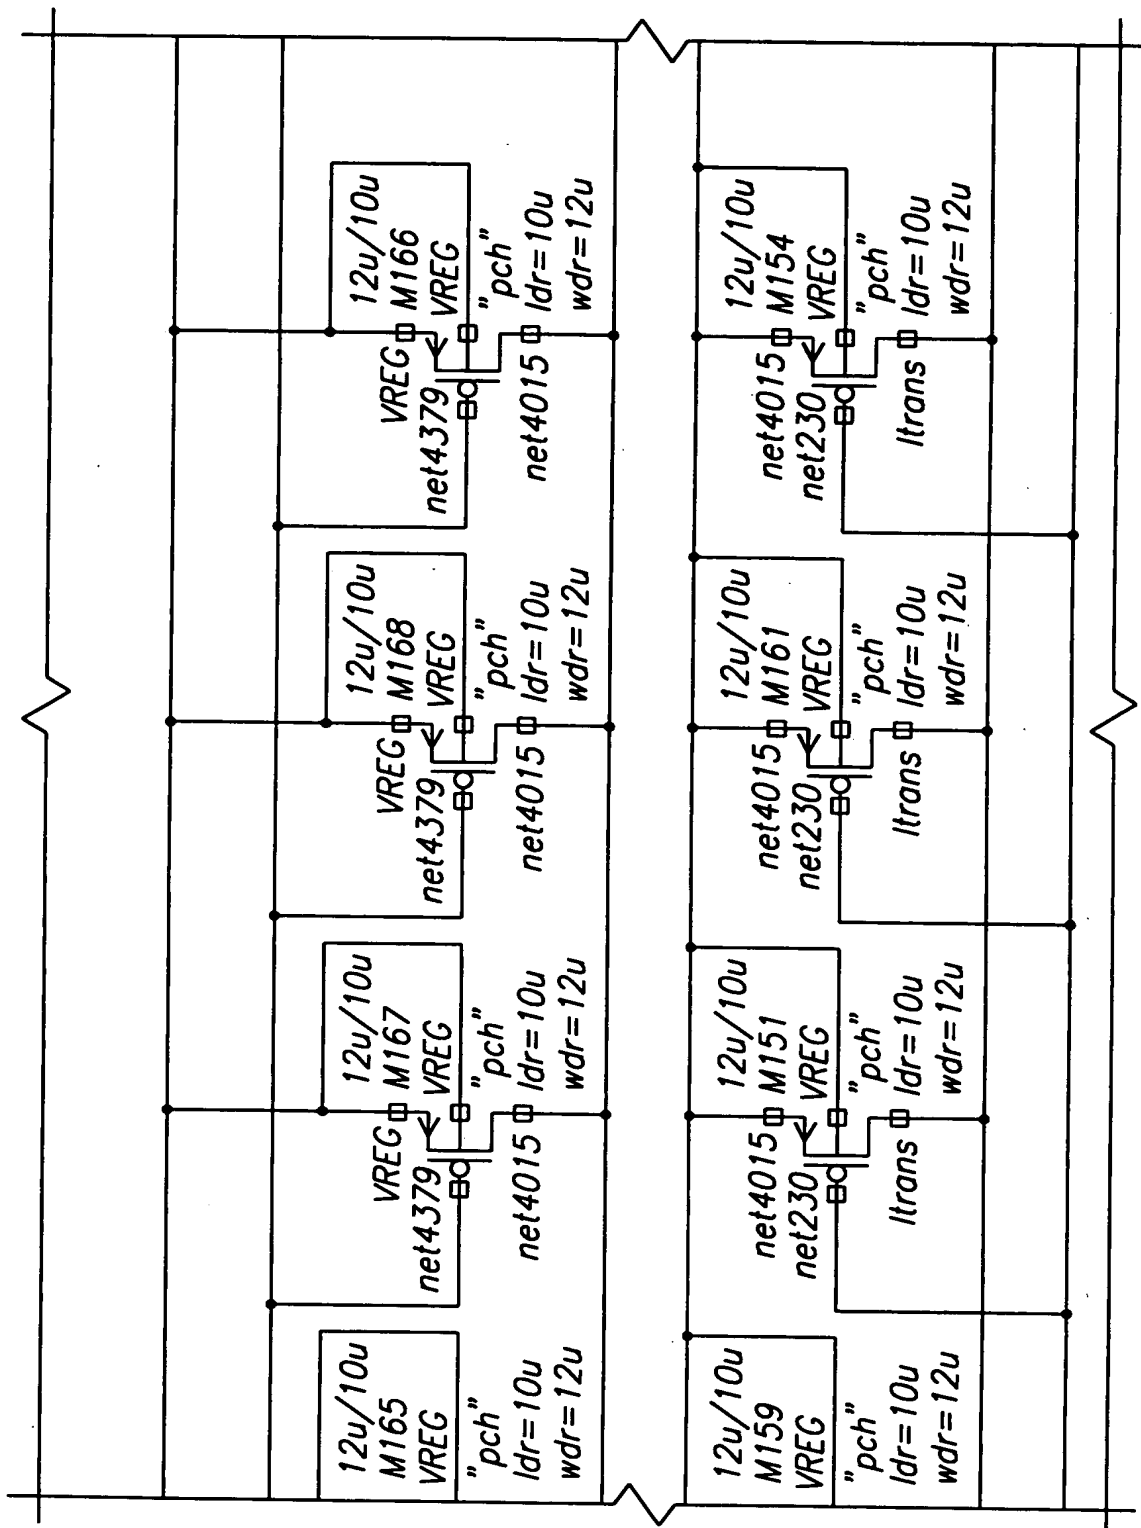 12u/10u
M165
VREG
"pch"
ldr=10u
wdr=12u
VREG
net4379
net4015
12u/10u
M167
VREG
"pch"
ldr=10u
wdr=12u
VREG
net4379
net4015
12u/10u
M168
VREG
"pch"
ldr=10u
wdr=12u
VREG
net4379
net4015
12u/10u
M166
VREG
"pch"
ldr=10u
wdr=12u
12u/10u
M159
VREG
"pch"
ldr=10u
wdr=12u
net4015
net230
Itrans
12u/10u
M151
VREG
"pch"
ldr=10u
wdr=12u
net4015
net230
Itrans
12u/10u
M161
VREG
"pch"
ldr=10u
wdr=12u
net4015
net230
Itrans
12u/10u
M154
VREG
"pch"
ldr=10u
wdr=12u